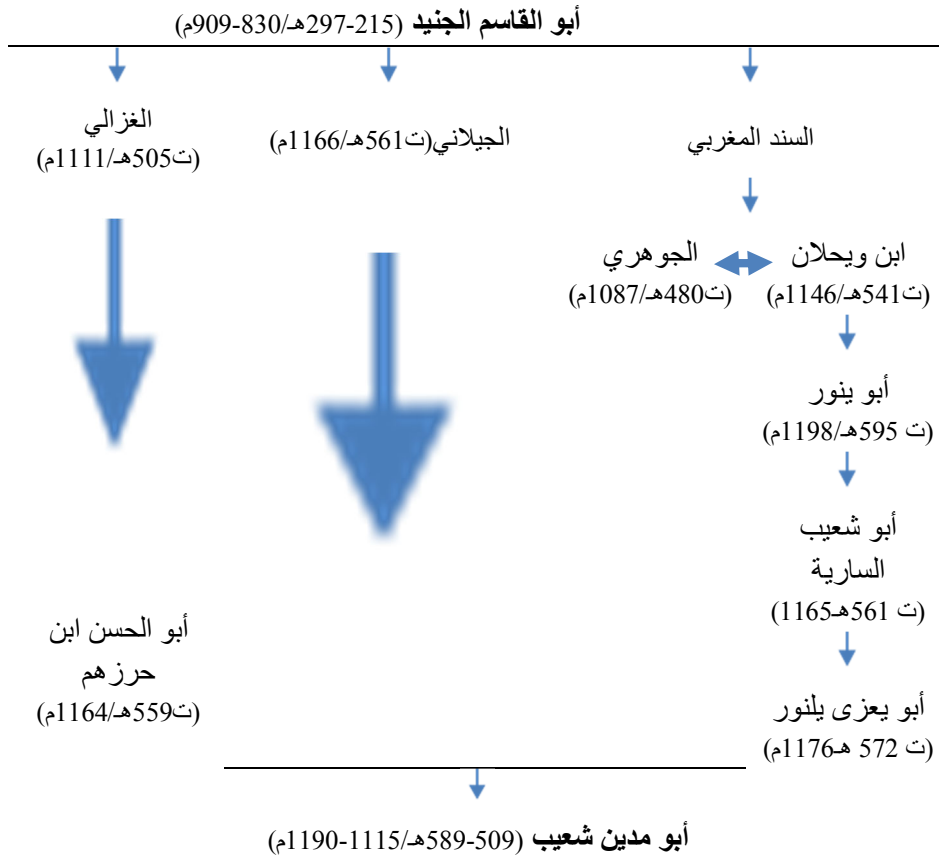 أبو القاسم الجنيد (215-297هـ/830-909م)
السند المغربي
الجيلاني(ت561هـ/1166م)
الغزالي
(ت505هـ/1111م)
ابن ويحلان
(ت541هـ/1146م)
الجوهري
(ت480هـ/1087م)
أبو ينور
(ت 595هـ/1198م)
أبو شعيب
السارية
(ت 561هـ1165)
أبو يعزى يلنور
(ت 572 هـ1176م)
أبو الحسن ابن
حرزهم
(ت559هـ/1164م)
أبو مدين شعيب (509-589هـ/1115-1190م)